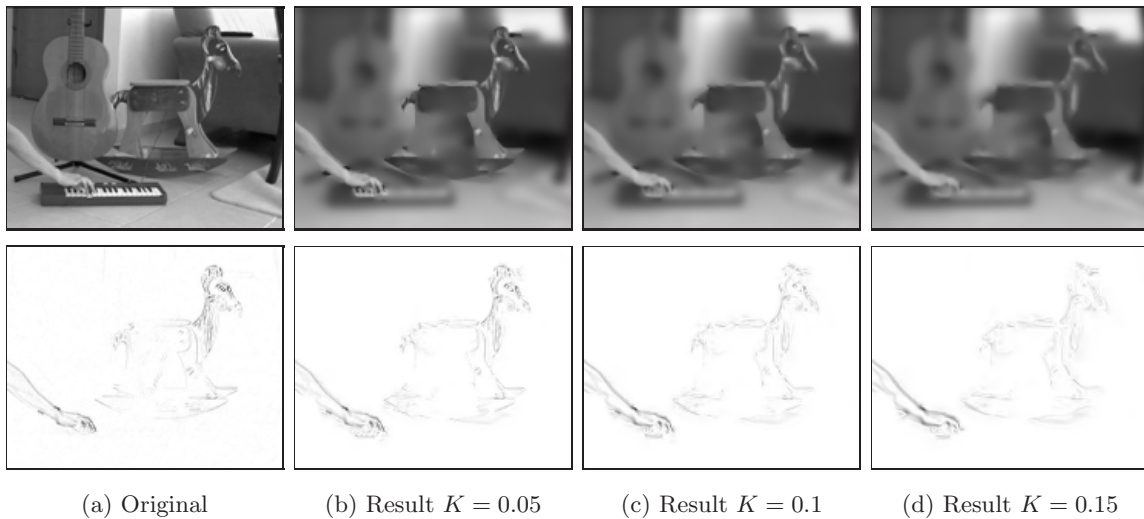 (a) Original
(b) Result K = 0.05
(c) Result K = 0.1
(d) Result K = 0.15